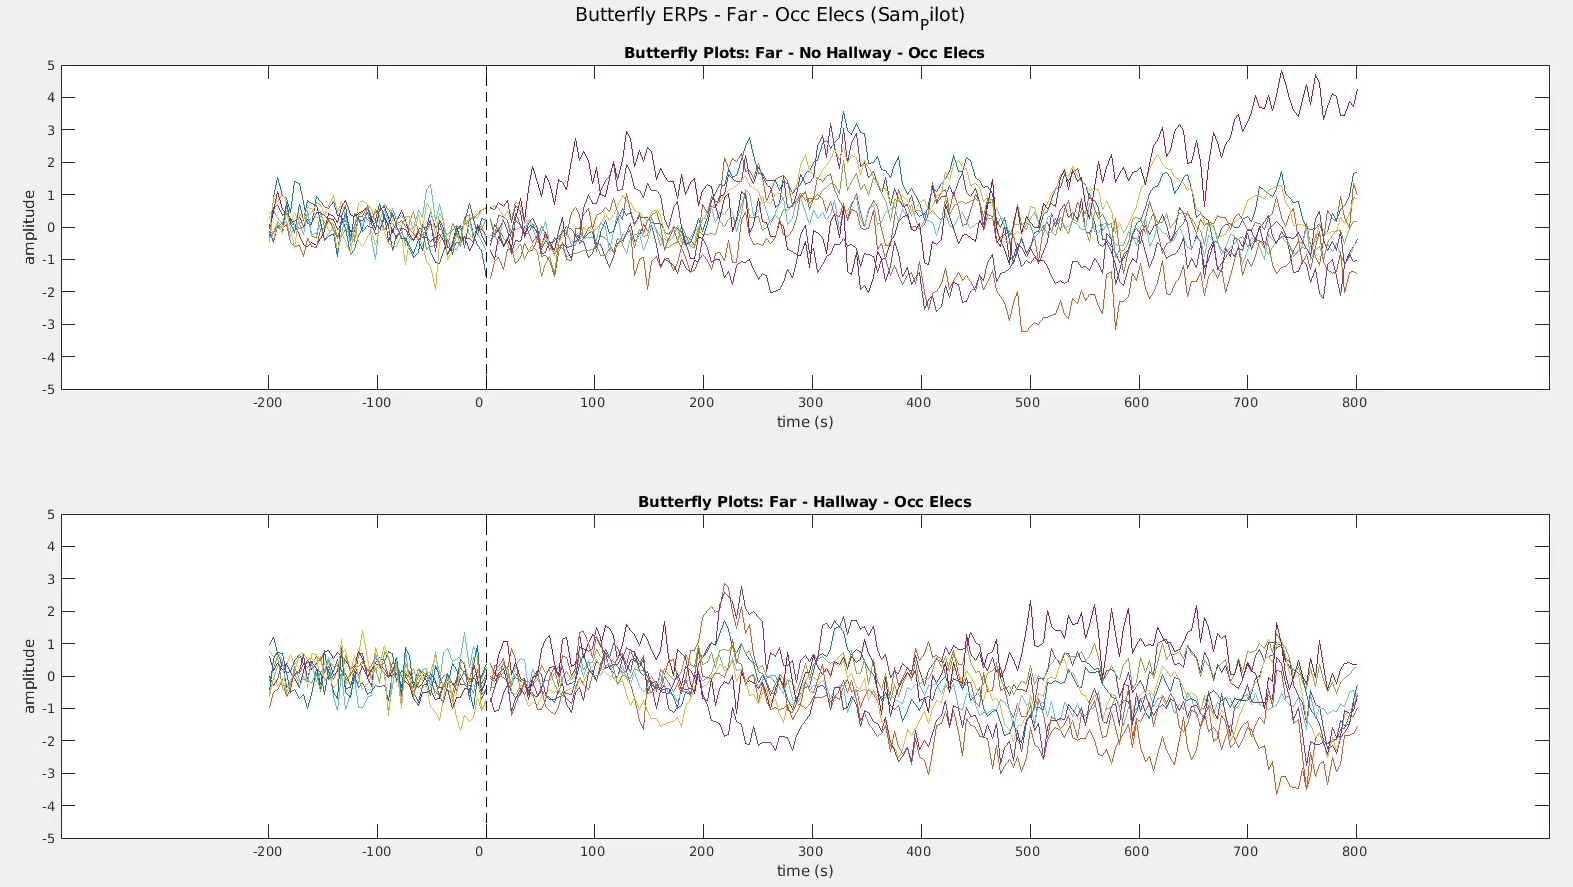 Butterfly ERPs - Far - Occ Elecs (Sampilot)
Butterfly Plots: Far - No Hallway - Occ Elecs
5
4
3
2
1
0
-1
-2
-3
-4
-5
amplitude
-200 -100 0 100 200 300 400 500 600 700 800
time (s)
Butterfly Plots: Far - Hallway - Occ Elecs
5
4
3
2
1
0
-1
-2
-3
-4
-5
amplitude
-200 -100 0 100 200 300 400 500 600 700 800
time (s)